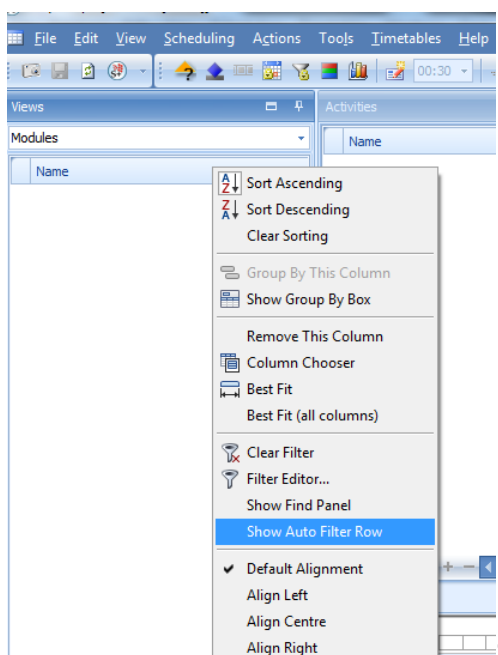 File Edit View Scheduling Actions Tools Timetables Help
00:30
Views Activities
Modules
Name Name
Sort Ascending
Sort Descending
Clear Sorting
Group By This Column
Show Group By Box
Remove This Column
Column Chooser
Best Fit
Best Fit (all columns)
Clear Filter
Filter Editor...
Show Find Panel
Show Auto Filter Row
Default Alignment
Align Left
Align Centre
Align Right